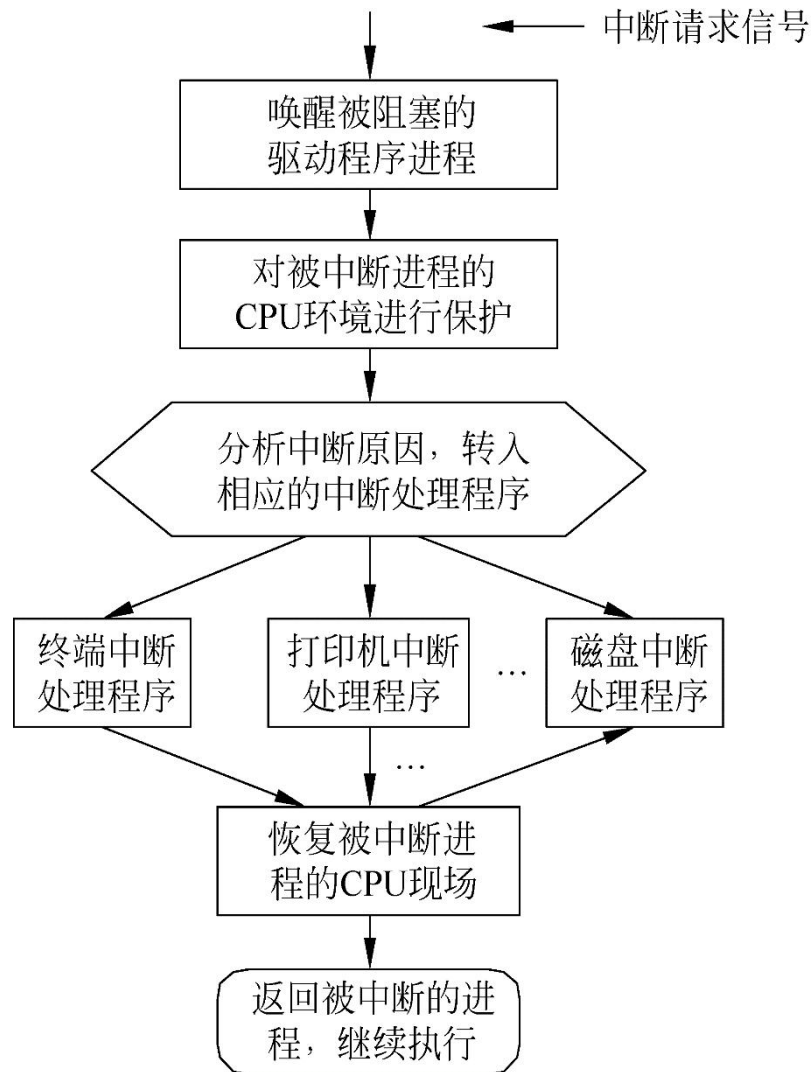 中断请求信号
唤醒被阻塞的
驱动程序进程
对被中断进程的
CPU环境进行保护
分析中断原因，转入
相应的中断处理程序
终端中断
处理程序
打印机中断
处理程序
…
磁盘中断
处理程序
…
恢复被中断进
程的CPU现场
返回被中断的进
程，继续执行